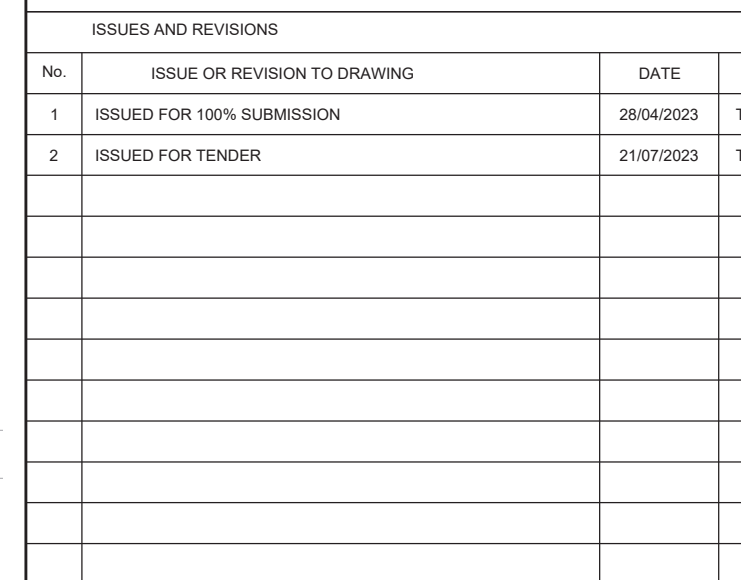 ISSUES AND REVISIONS
No. ISSUE OR REVISION TO DRAWING DATE
1 ISSUED FOR 100% SUBMISSION 28/04/2023
2 ISSUED FOR TENDER 21/07/2023